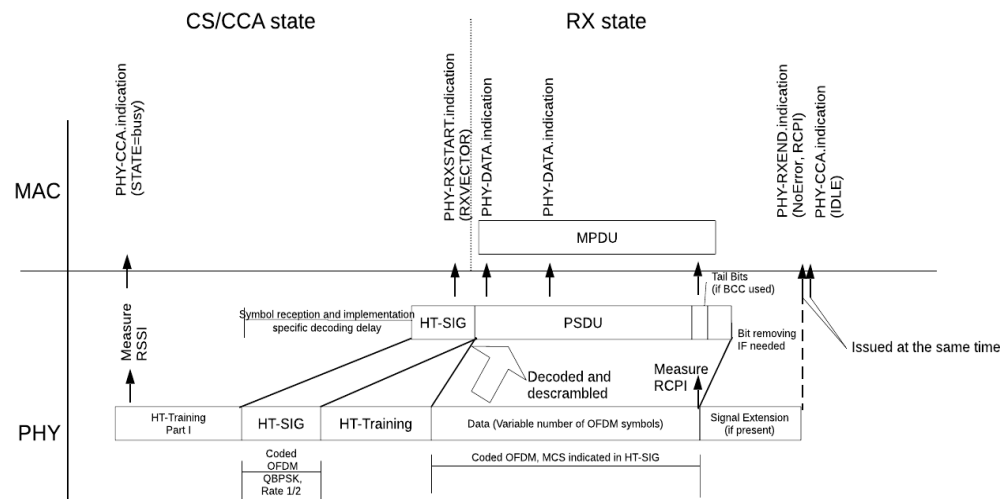 CS/CCA state
RX state
PHY-CCA.indication
(STATE=busy)
PHY-RXSTART.indication
(RXVECTOR)
PHY-DATA.indication
PHY-DATA.indication
PHY-RXEND.indication
(NoError, RCPI)
PHY-CCA.indication
(IDLE)
MAC
MPDU
Tail Bits
(if BCC used)
Measure
RSSI
Symbol reception and implementation
specific decoding delay
HT-SIG
PSDU
Bit removing
IF needed
Issued at the same time
Decoded and
descrambled
Measure
RCPI
PHY
HT-Training
Part I
HT-SIG
HT-Training
Data (Variable number of OFDM symbols)
Signal Extension
(if present)
Coded
OFDM
QBPSK,
Rate 1/2
Coded OFDM, MCS indicated in HT-SIG